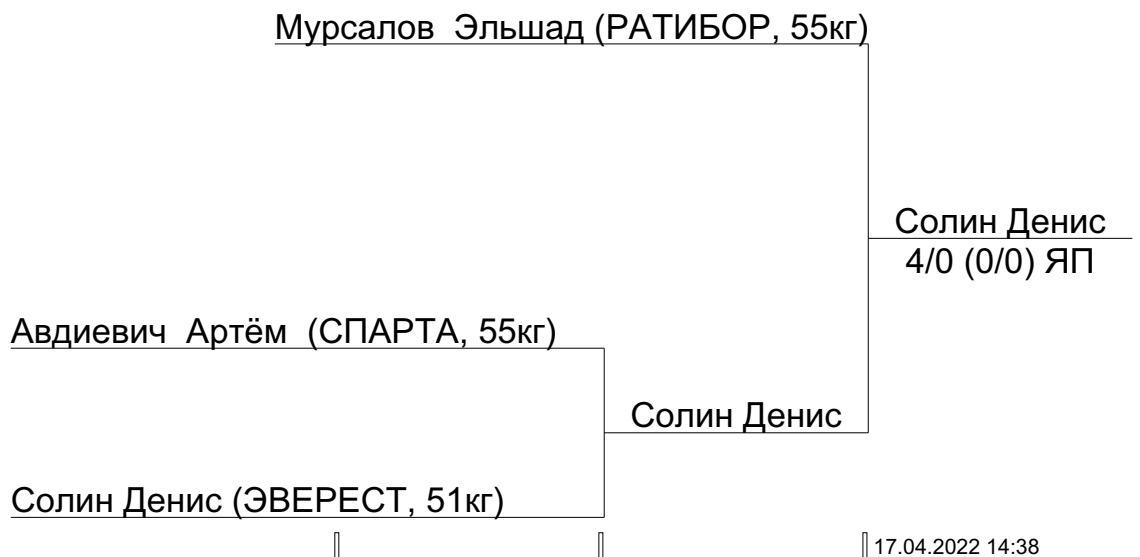 Мурсалов Эльшад (РАТИБОР, 55кг)
Солин Денис
4/0 (0/0) ЯП
Авдиевич Артём (СПАРТА, 55кг)
Солин Денис
Солин Денис (ЭВЕРЕСТ, 51кг)
17.04.2022 14:38